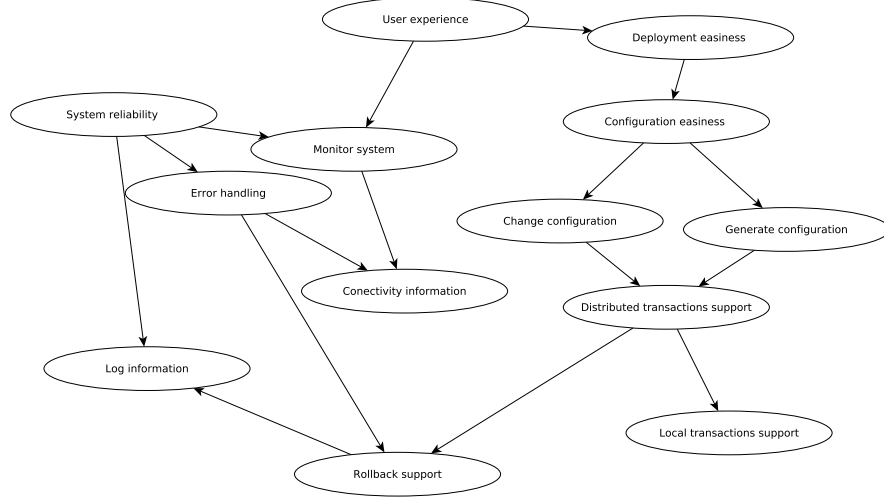 User experience
Deployment easiness
System reliability
Configuration easiness
Monitor system
Error handling
Change configuration
Generate configuration
Conectivity information
Distributed transactions support
Log information
Local transactions support
Rollback support